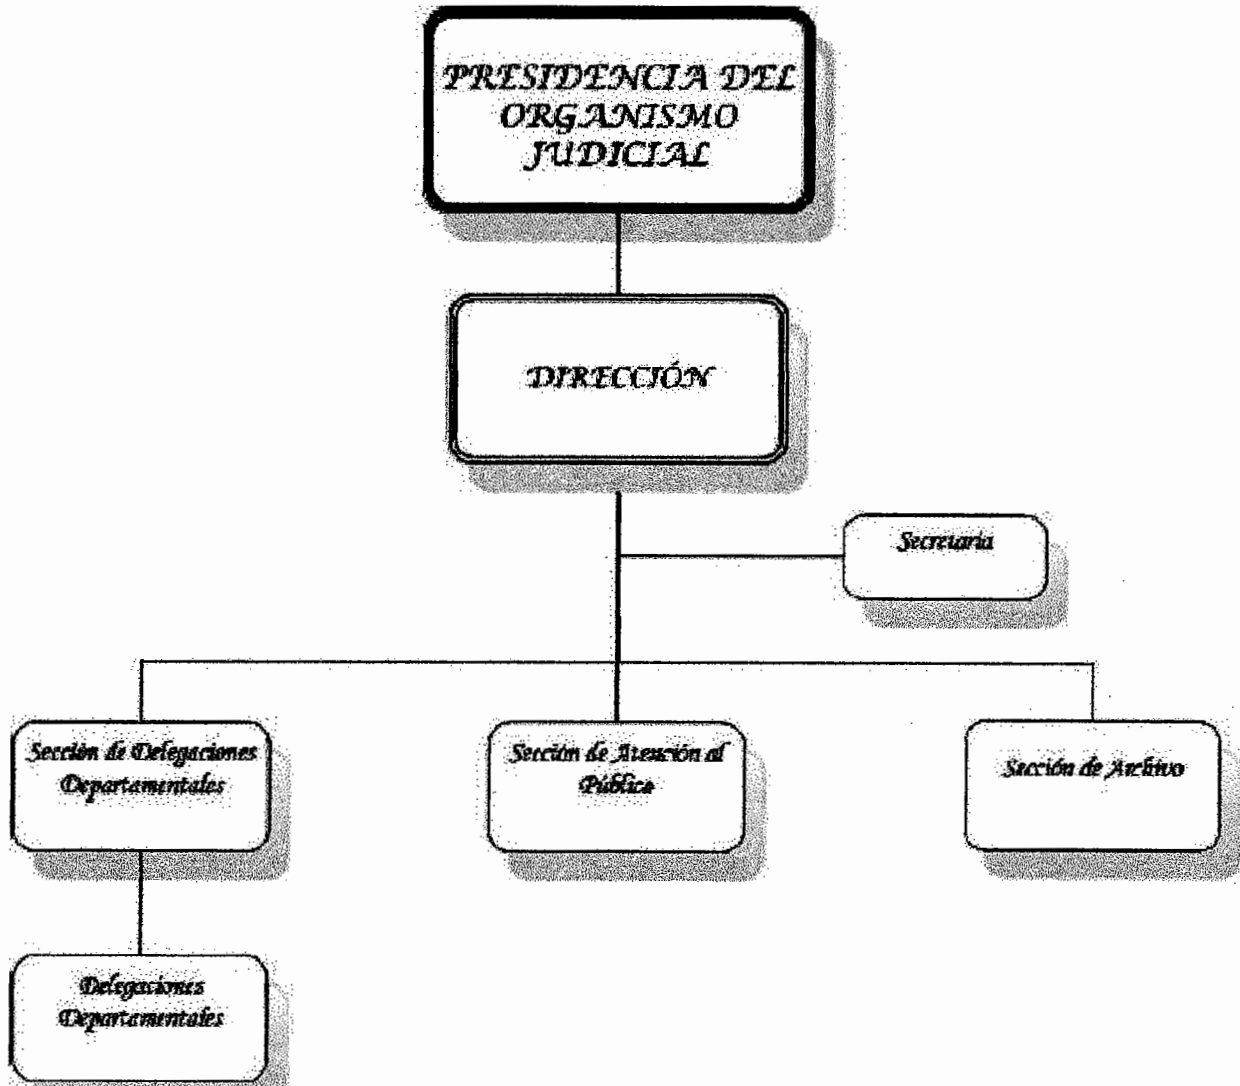 PRESIDENCIA DEL
ORGANISMO
JUDICIAL
DIRECCIÓN
Secretaria
Sección de Delegaciones
Departamentales
Sección de Atención al
Público
Sección de Archivo
Delegaciones
Departamentales